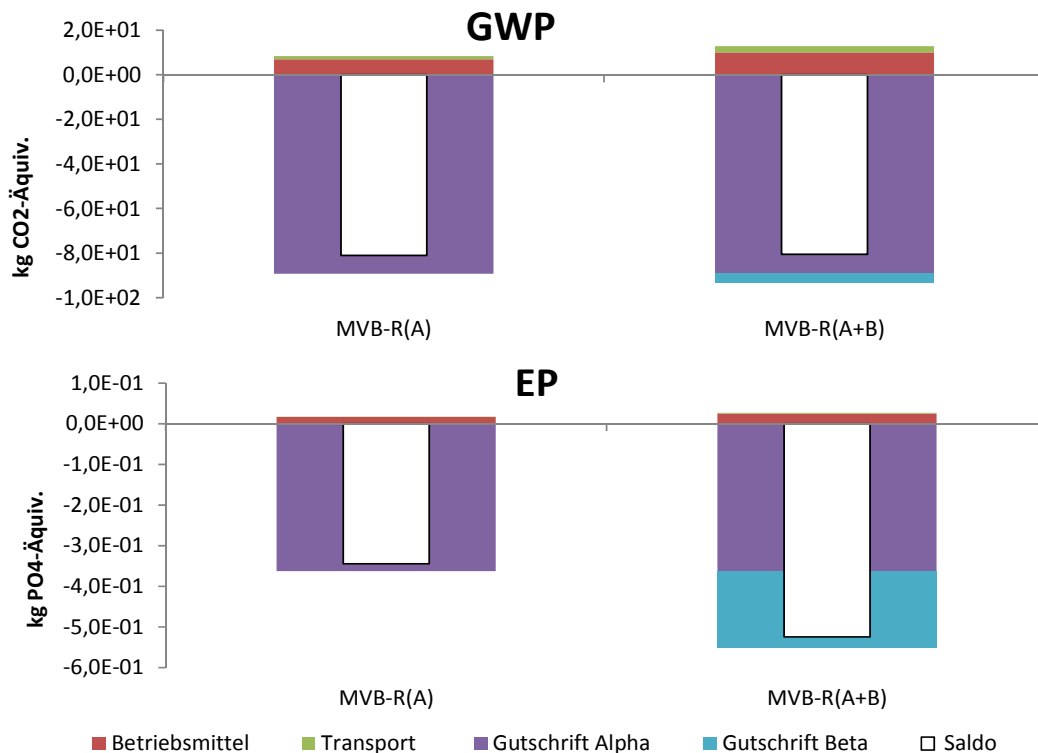 GWP
2,0E+01
0,0E+00
-2,0E+01
-4,0E+01
-6,0E+01
-8,0E+01
-1,0E+02
kg CO2-Äquiv.
MVB-R(A) MVB-R(A+B)
EP
1,0E-01
0,0E+00
-1,0E-01
-2,0E-01
-3,0E-01
-4,0E-01
-5,0E-01
-6,0E-01
kg PO4-Äquiv.
MVB-R(A) MVB-R(A+B)
Betriebsmittel Transport Gutschrift Alpha Gutschrift Beta Saldo